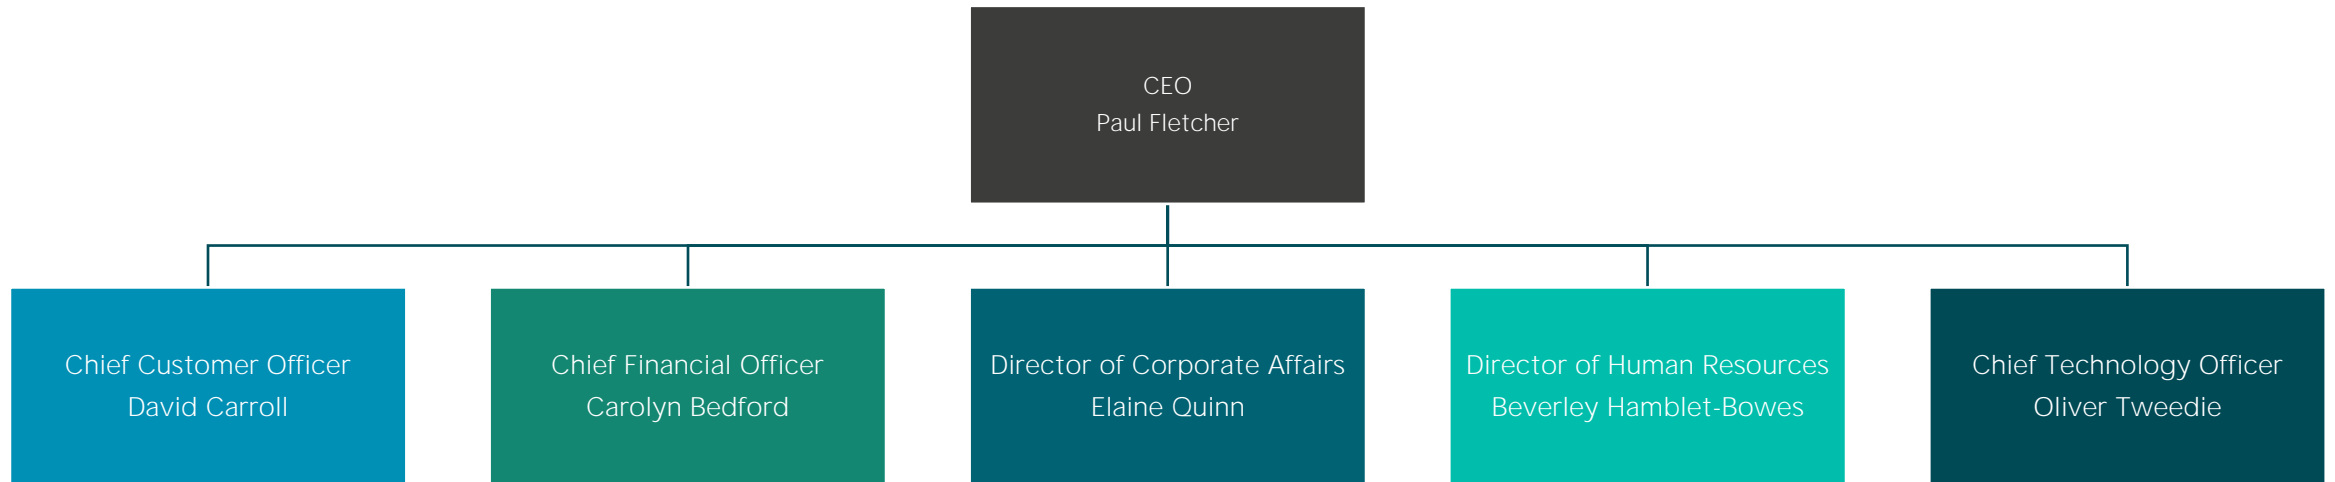 CEO
Paul Fletcher
Chief Customer Officer
David Carroll
Chief Financial Officer
Carolyn Bedford
Director of Corporate Affairs
Elaine Quinn
Director of Human Resources
Beverley Hamblet-Bowes
Chief Technology Officer
Oliver Tweedie